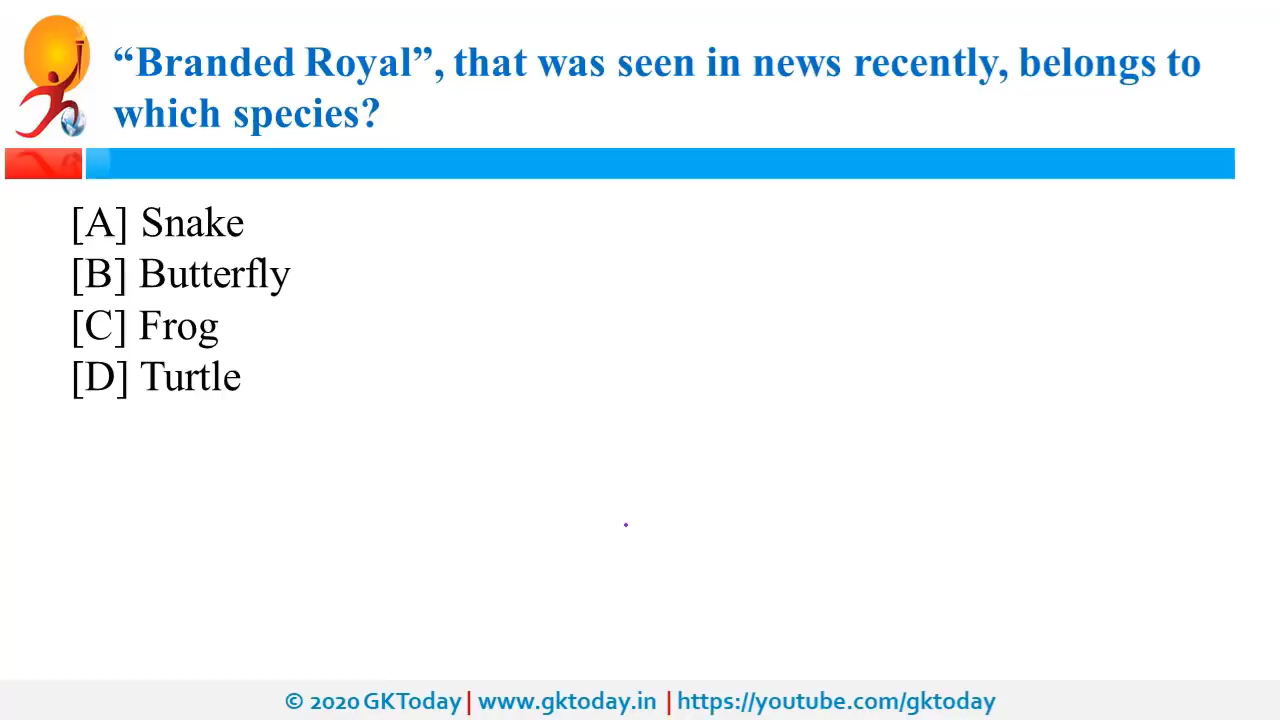 “Branded Royal”, that was seen in news recently, belongs to
which species?
[A] Snake
[B] Butterfly
[C] Frog
[D] Turtle
© 2020 GKToday | www.gktoday.in | https://youtube.com/gktoday